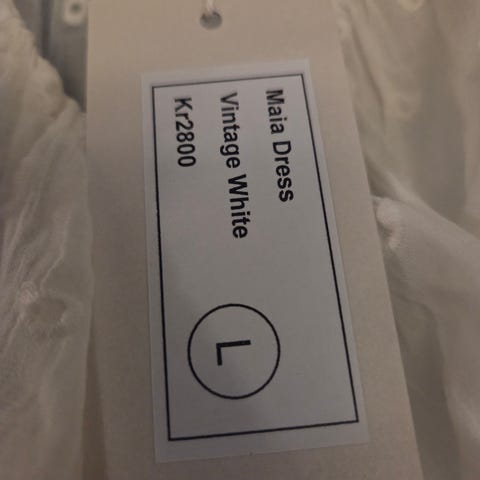 Maia Dress
Vintage White
Kr2800
L